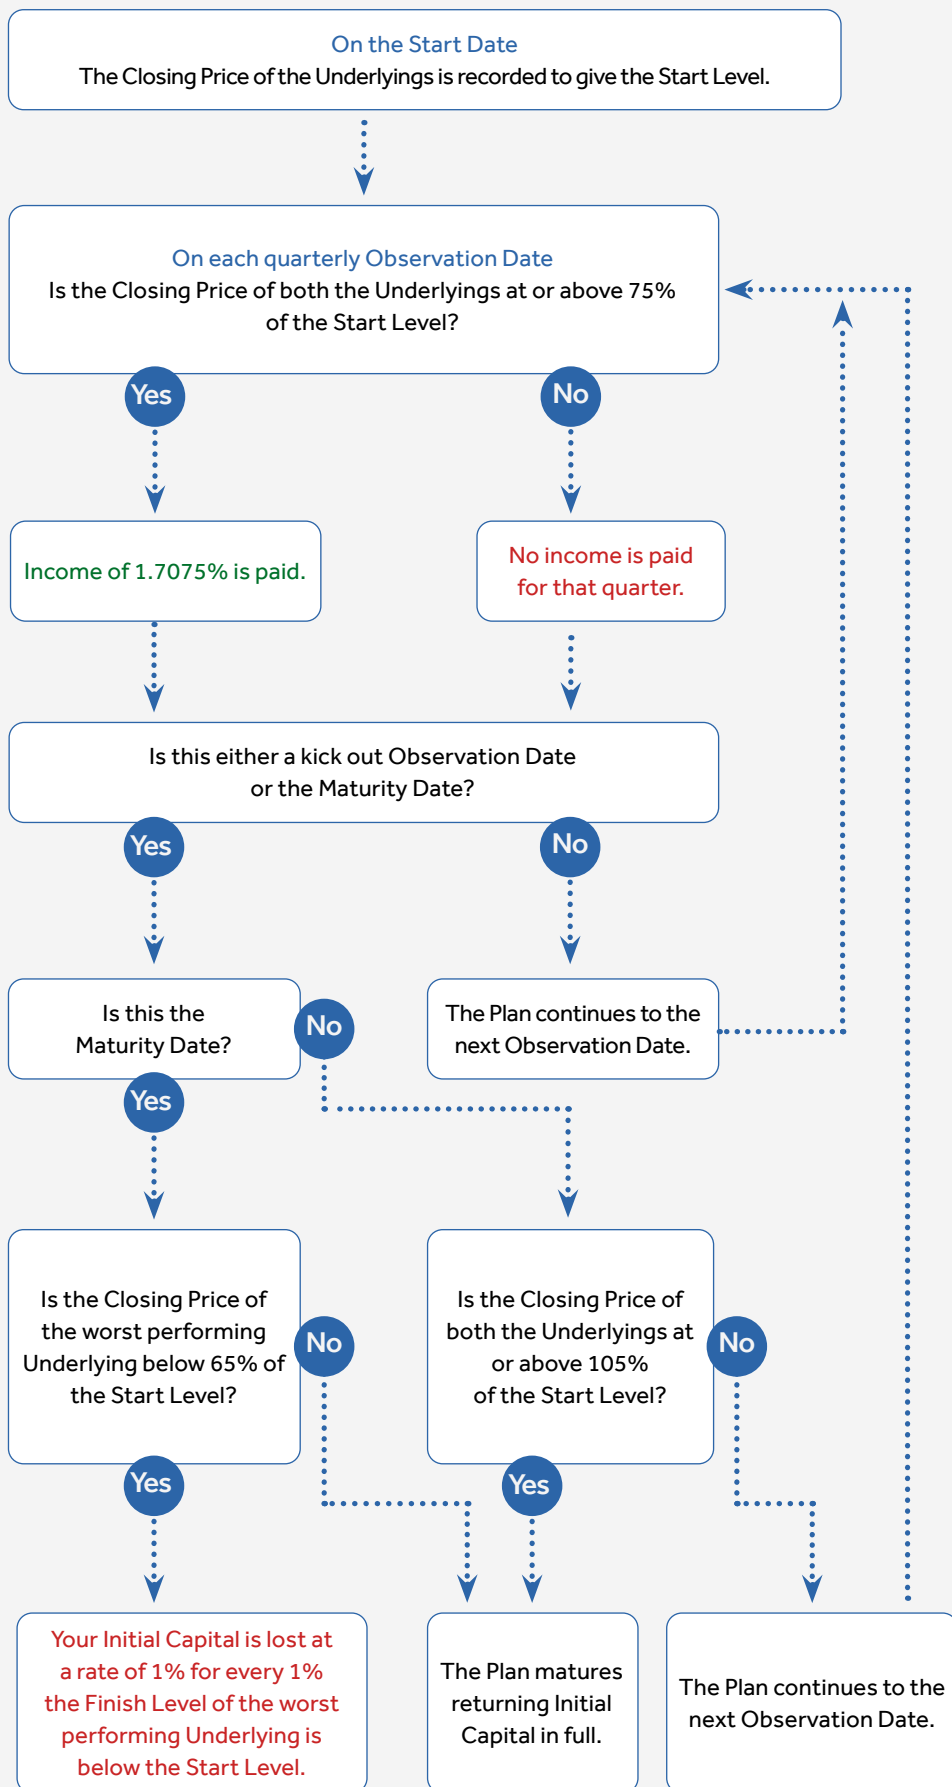 On the Start Date
The Closing Price of the Underlyings is recorded to give the Start Level.
On each quarterly Observation Date
Is the Closing Price of both the Underlyings at or above 75%
of the Start Level?
Yes
No
Income of 1.7075% is paid.
No income is paid
for that quarter.
Is this either a kick out Observation Date
or the Maturity Date?
Yes
No
Is this the
Maturity Date?
No
The Plan continues to the
next Observation Date.
Yes
Is the Closing Price of
the worst performing
Underlying below 65% of
the Start Level?
No
Is the Closing Price of
both the Underlyings at
or above 105%
of the Start Level?
No
Yes
Yes
Your Initial Capital is lost at
a rate of 1% for every 1%
the Finish Level of the worst
performing Underlying is
below the Start Level.
The Plan matures
returning Initial
Capital in full.
The Plan continues to the
next Observation Date.